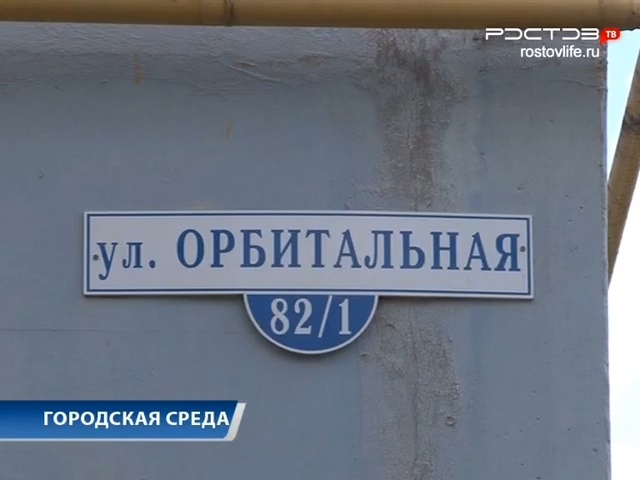 РОСТОВ ТВ
rostovlife.ru
ул. ОРБИТАЛЬНАЯ
82/1
ГОРОДСКАЯ СРЕДА